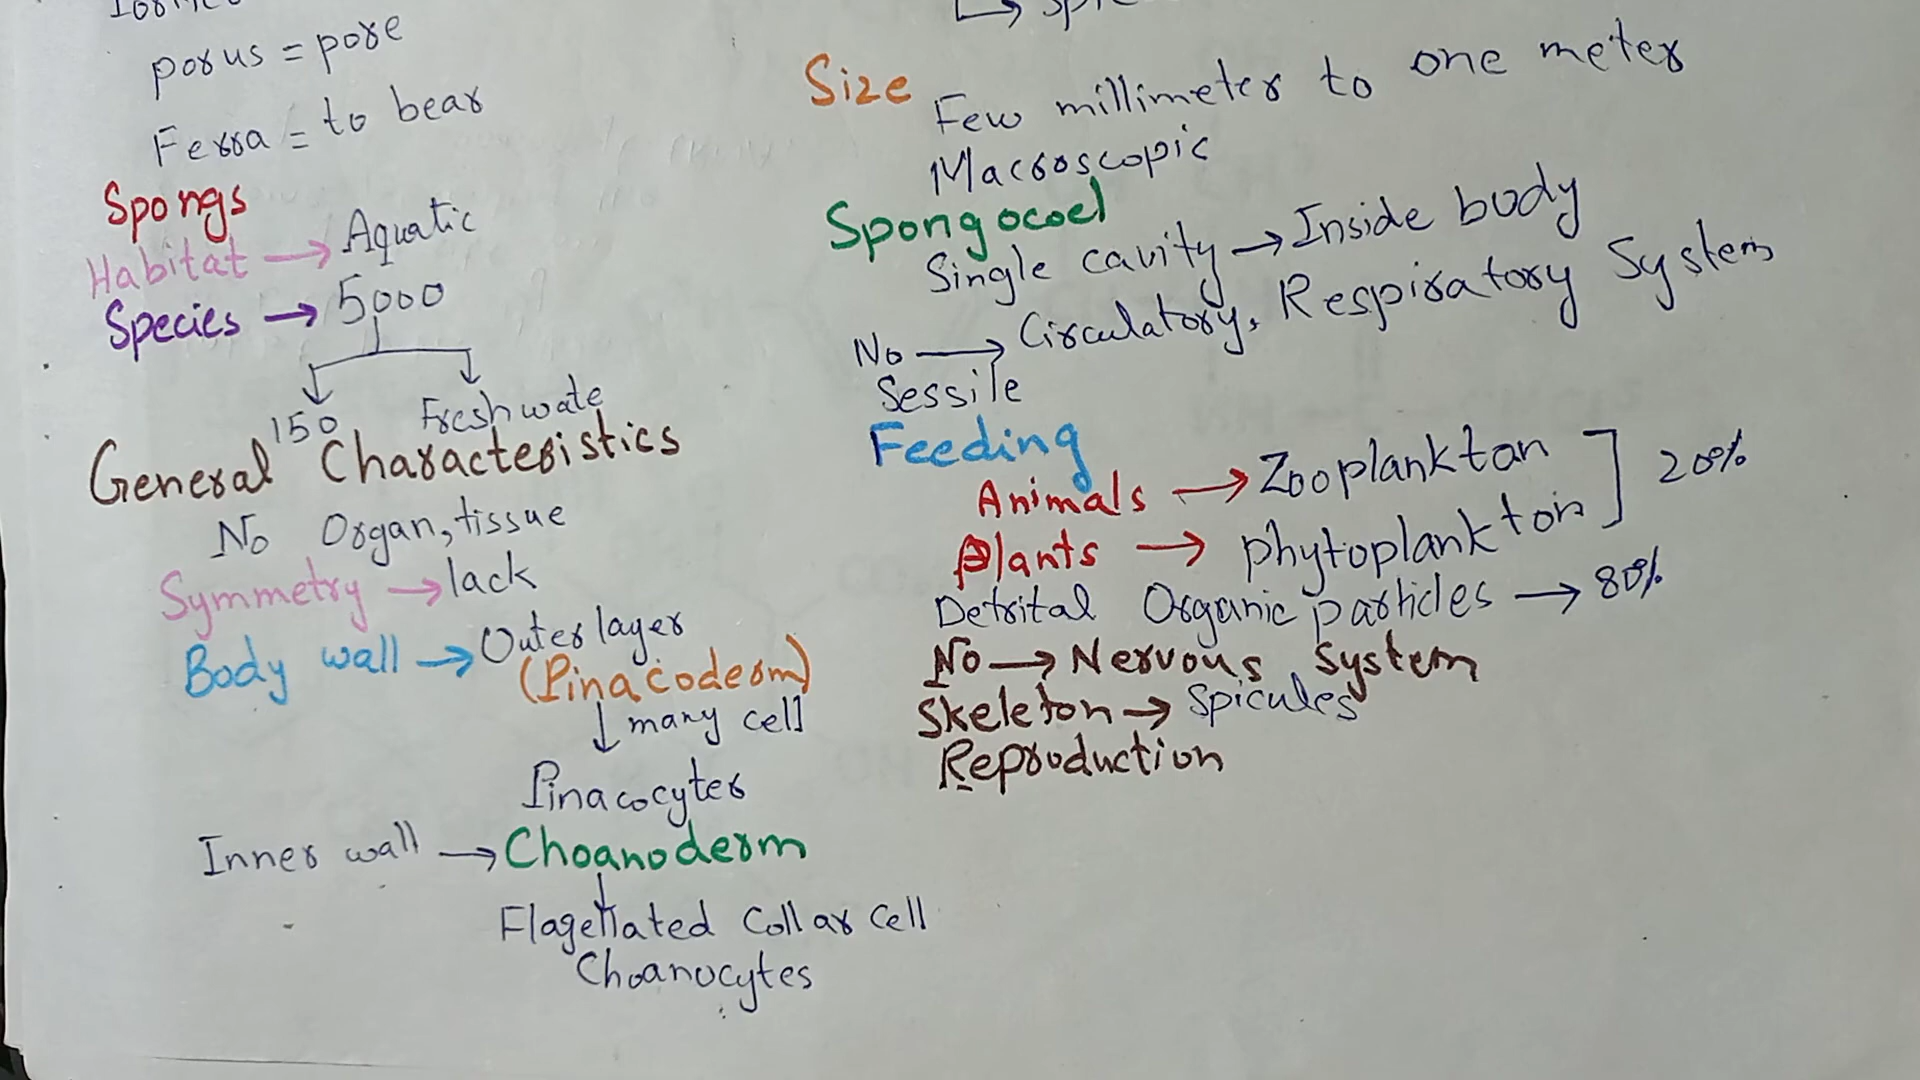 porus = pore
Ferra = to bear
Spongs
Habitat → Aquatic
Species → 5000
150 Freshwate
General Characteristics
No Organ, tissue
Symmetry → lack
Body wall → Outer layer
(Pinacoderm)
↓ many cell
Pinacocytes
Inner wall → Choanoderm
Flagellated Collar Cell
Choanocytes
Size
Few millimeter to one meter
Macroscopic
Spongocoel
Single cavity → Inside body
No → Circulatory, Respiratory System
Sessile
Feeding
Animals → Zooplanktan
Plants → phytoplankton ] 20%
Detrital Organic particles → 80%
No → Nervous System
Skeleton → Spicules
Reproduction